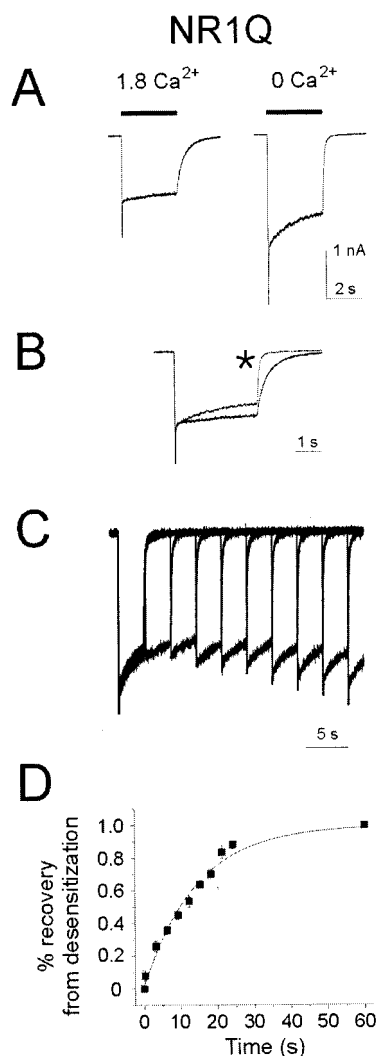 NR1Q
A
1.8 Ca²⁺
0 Ca²⁺
1 nA
2 s
B
*
1 s
C
5 s
D
% recovery
from desensitization
1.0
0.8
0.6
0.4
0.2
0
0 10 20 30 40 50 60
Time (s)